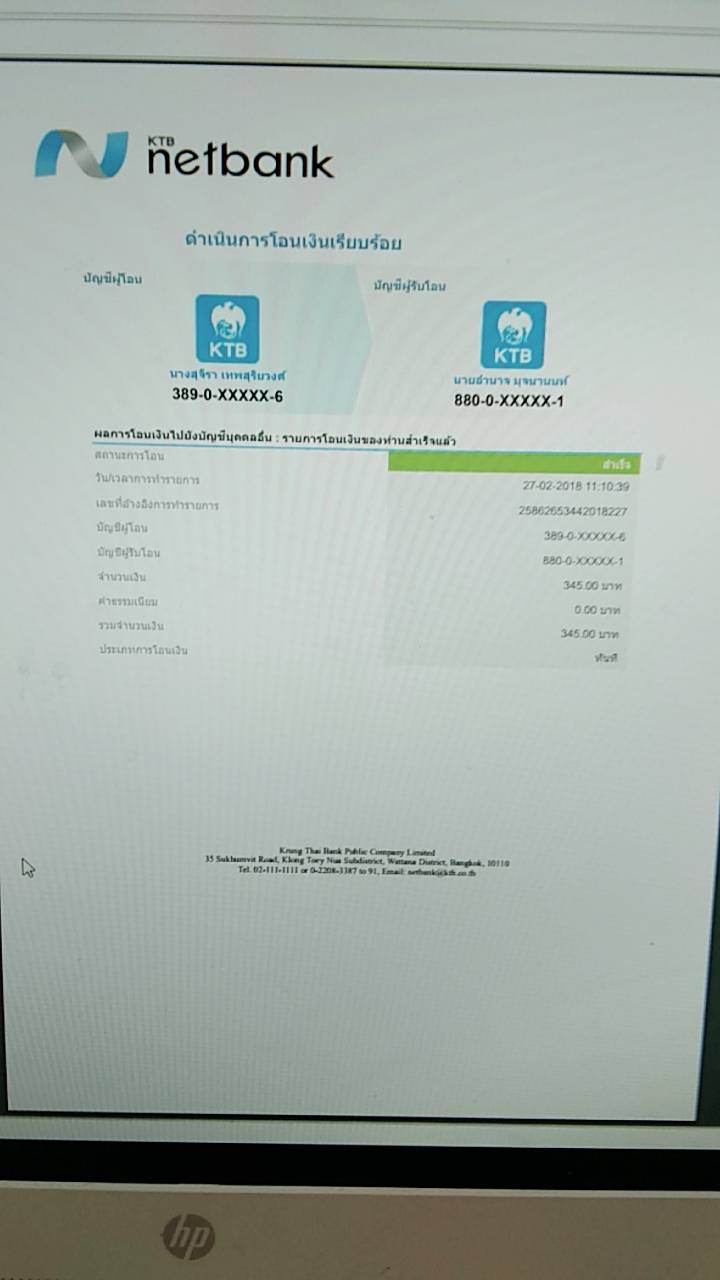 KTB
netbank
ดำเนินการโอนเงินเรียบร้อย
บัญชีผู้โอน
บัญชีผู้รับโอน
KTB
KTB
นางสุจิรา เทพสุริยวงศ์
นายอำนาจ มุจนานนท์
389-0-XXXXX-6
880-0-XXXXX-1
ผลการโอนเงินไปยังบัญชีบุคคลอื่น : รายการโอนเงินของท่านสำเร็จแล้ว
สถานะการโอน สำเร็จ
วัน/เวลาการทำรายการ 27-02-2018 11:10:39
เลขที่อ้างอิงการทำรายการ 25862653442018227
บัญชีผู้โอน 389-0-XXXXX-6
บัญชีผู้รับโอน 880-0-XXXXX-1
จำนวนเงิน 345.00 บาท
ค่าธรรมเนียม 0.00 บาท
รวมจำนวนเงิน 345.00 บาท
ประเภทการโอนเงิน ทันที
Krung Thai Bank Public Company Limited
35 Sukhumvit Road, Klong Toey Nua Subdistrict, Wattana District, Bangkok, 10110
Tel. 02-111-1111 or 0-2208-3387 to 91, Email: netbank@ktb.co.th
hp